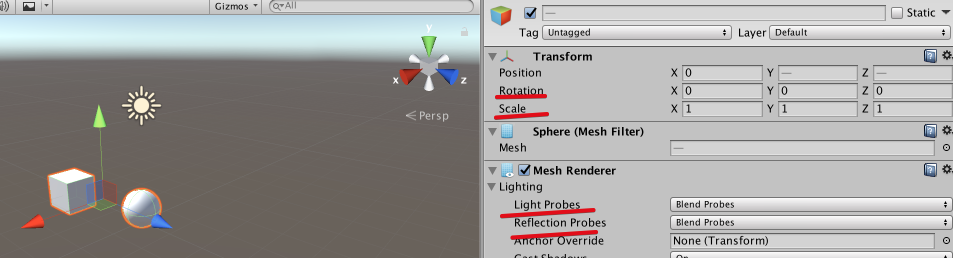 Gizmos
All
y
x
z
Persp
—
Static
Tag Untagged Layer Default
Transform
Position X 0 Y — Z —
Rotation X 0 Y 0 Z 0
Scale X 1 Y 1 Z 1
Sphere (Mesh Filter)
Mesh —
Mesh Renderer
Lighting
Light Probes Blend Probes
Reflection Probes Blend Probes
Anchor Override None (Transform)
Cast Shadows On